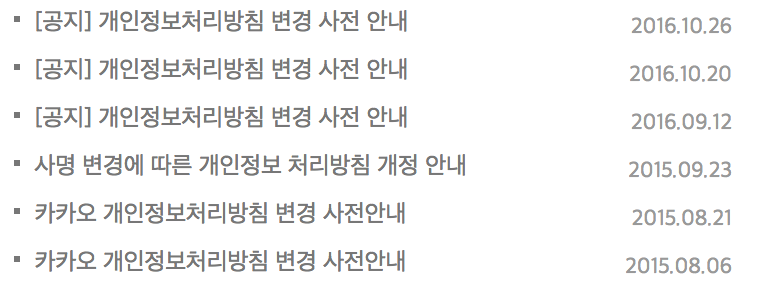 [공지] 개인정보처리방침 변경 사전 안내 2016.10.26
[공지] 개인정보처리방침 변경 사전 안내 2016.10.20
[공지] 개인정보처리방침 변경 사전 안내 2016.09.12
사명 변경에 따른 개인정보 처리방침 개정 안내 2015.09.23
카카오 개인정보처리방침 변경 사전안내 2015.08.21
카카오 개인정보처리방침 변경 사전안내 2015.08.06